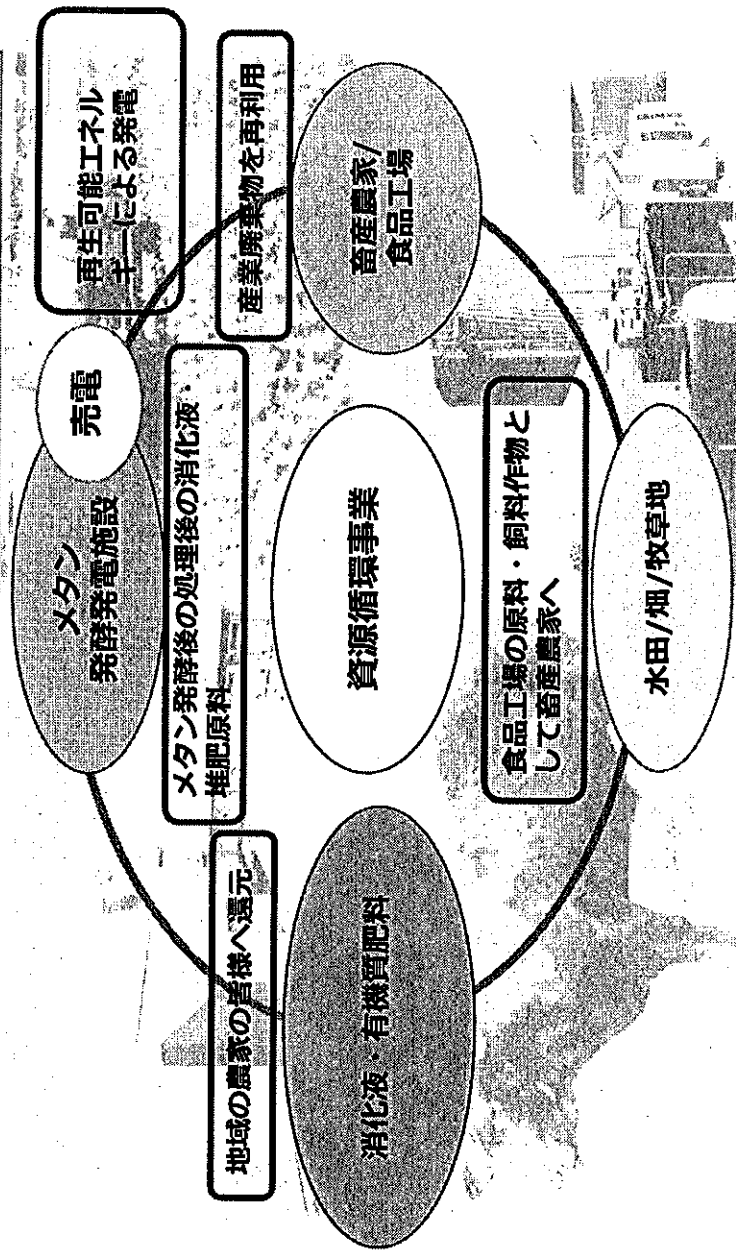 メタン
発酵発電施設
売電
再生可能エネル
ギーによる発電
地域の農家の皆様へ還元
メタン発酵後の処理後の消化液・
堆肥原料
産業廃棄物を再利用
消化液・有機質肥料
資源循環事業
畜産農家/
食品工場
食品工場の原料・飼料作物と
して畜産農家へ
水田/畑/牧草地